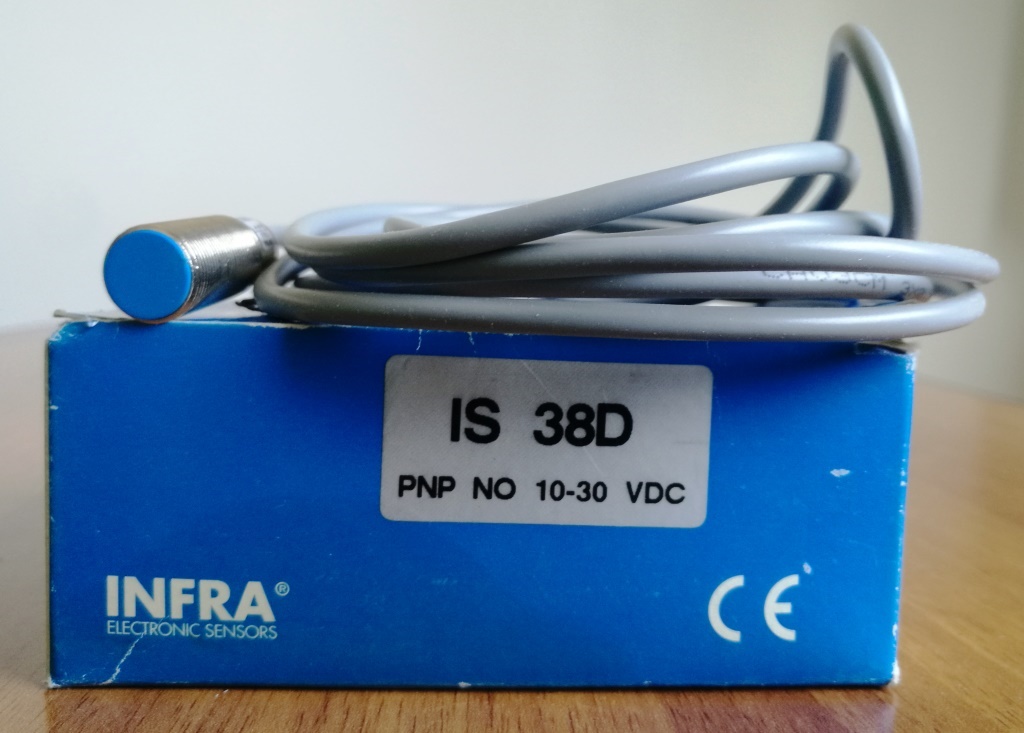 IS 38D
PNP NO 10-30 VDC
INFRA®
ELECTRONIC SENSORS
CE